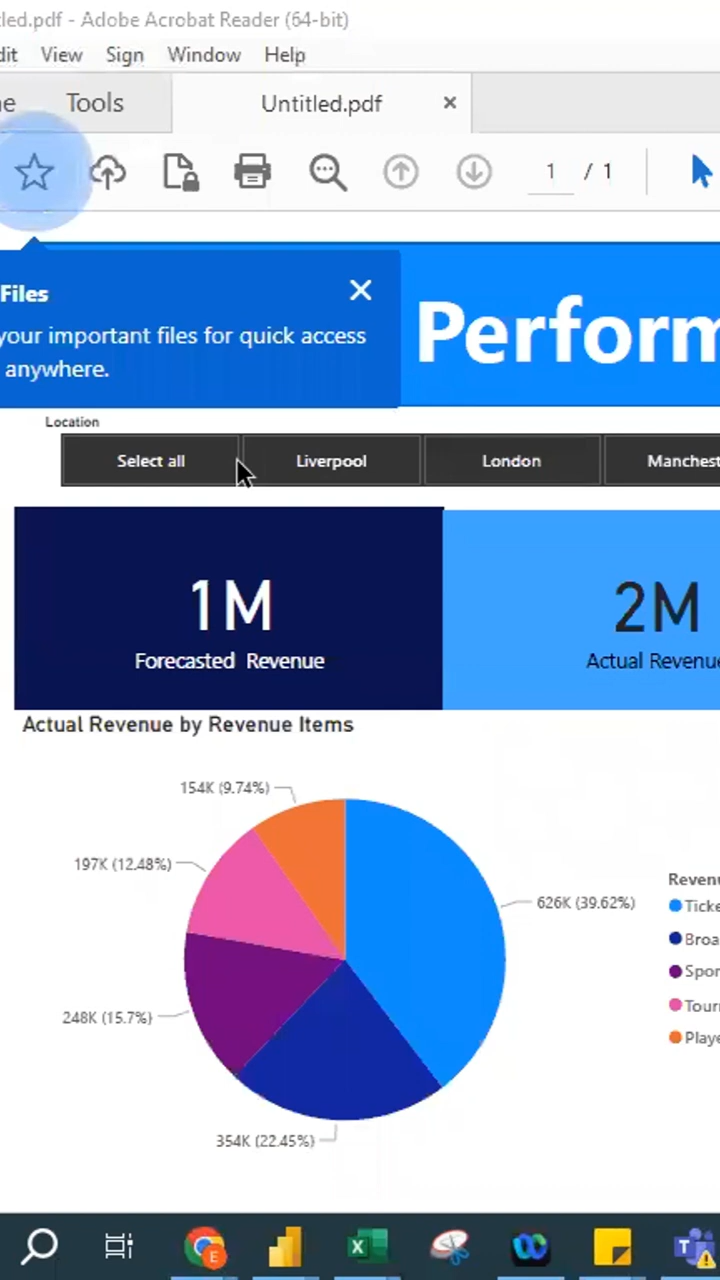 tled.pdf - Adobe Acrobat Reader (64-bit)
dit View Sign Window Help
e Tools Untitled.pdf
1 / 1
Files
your important files for quick access
anywhere.
Perform
Location
Select all Liverpool London Manchest
1M
Forecasted Revenue
2M
Actual Revenue
Actual Revenue by Revenue Items
154K (9.74%)
197K (12.48%)
626K (39.62%)
248K (15.7%)
354K (22.45%)
Revenu
Ticke
Broa
Spor
Tourn
Playe